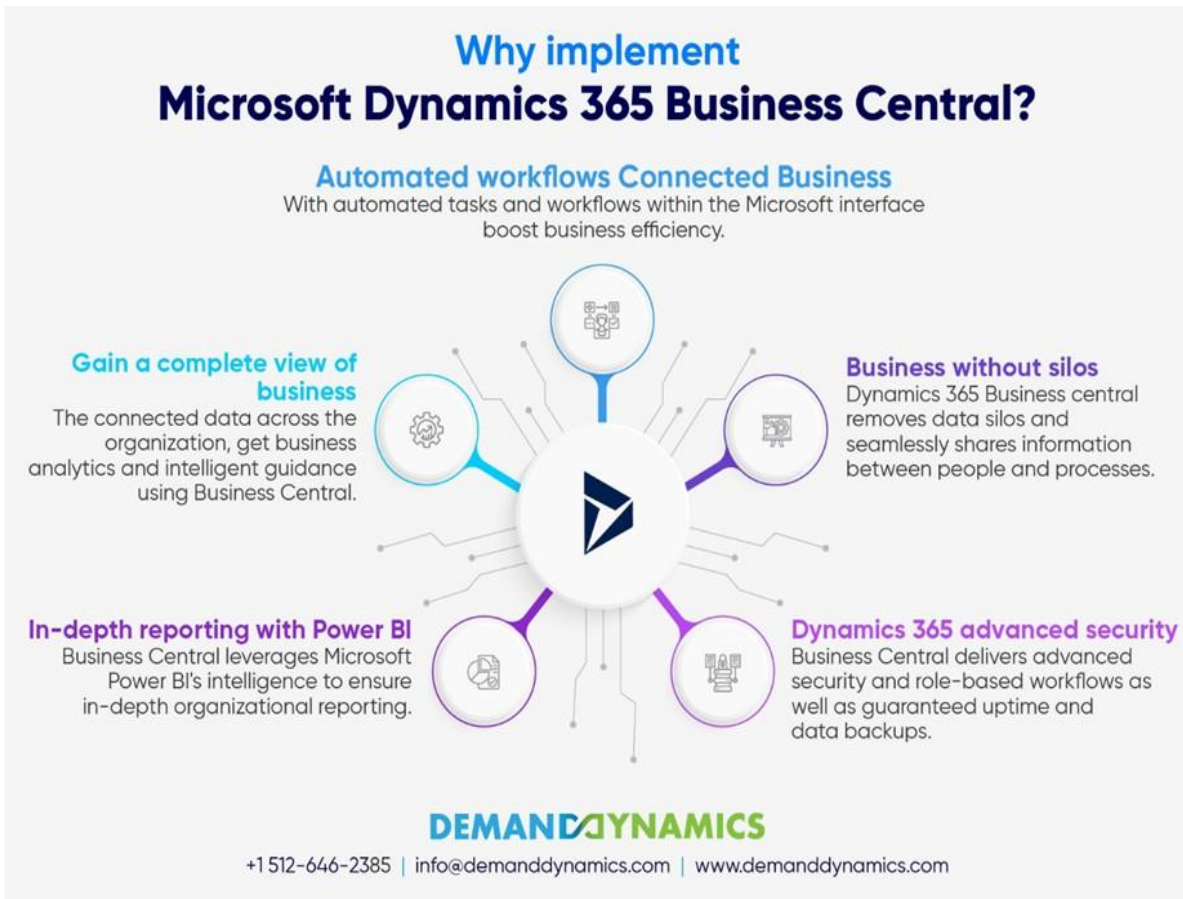 Why implement
Microsoft Dynamics 365 Business Central?
Automated workflows Connected Business
With automated tasks and workflows within the Microsoft interface
boost business efficiency.
Gain a complete view of
business
The connected data across the
organization, get business
analytics and intelligent guidance
using Business Central.
Business without silos
Dynamics 365 Business central
removes data silos and
seamlessly shares information
between people and processes.
In-depth reporting with Power BI
Business Central leverages Microsoft
Power BI's intelligence to ensure
in-depth organizational reporting.
Dynamics 365 advanced security
Business Central delivers advanced
security and role-based workflows as
well as guaranteed uptime and
data backups.
DEMANDDYNAMICS
+1 512-646-2385 | info@demanddynamics.com | www.demanddynamics.com